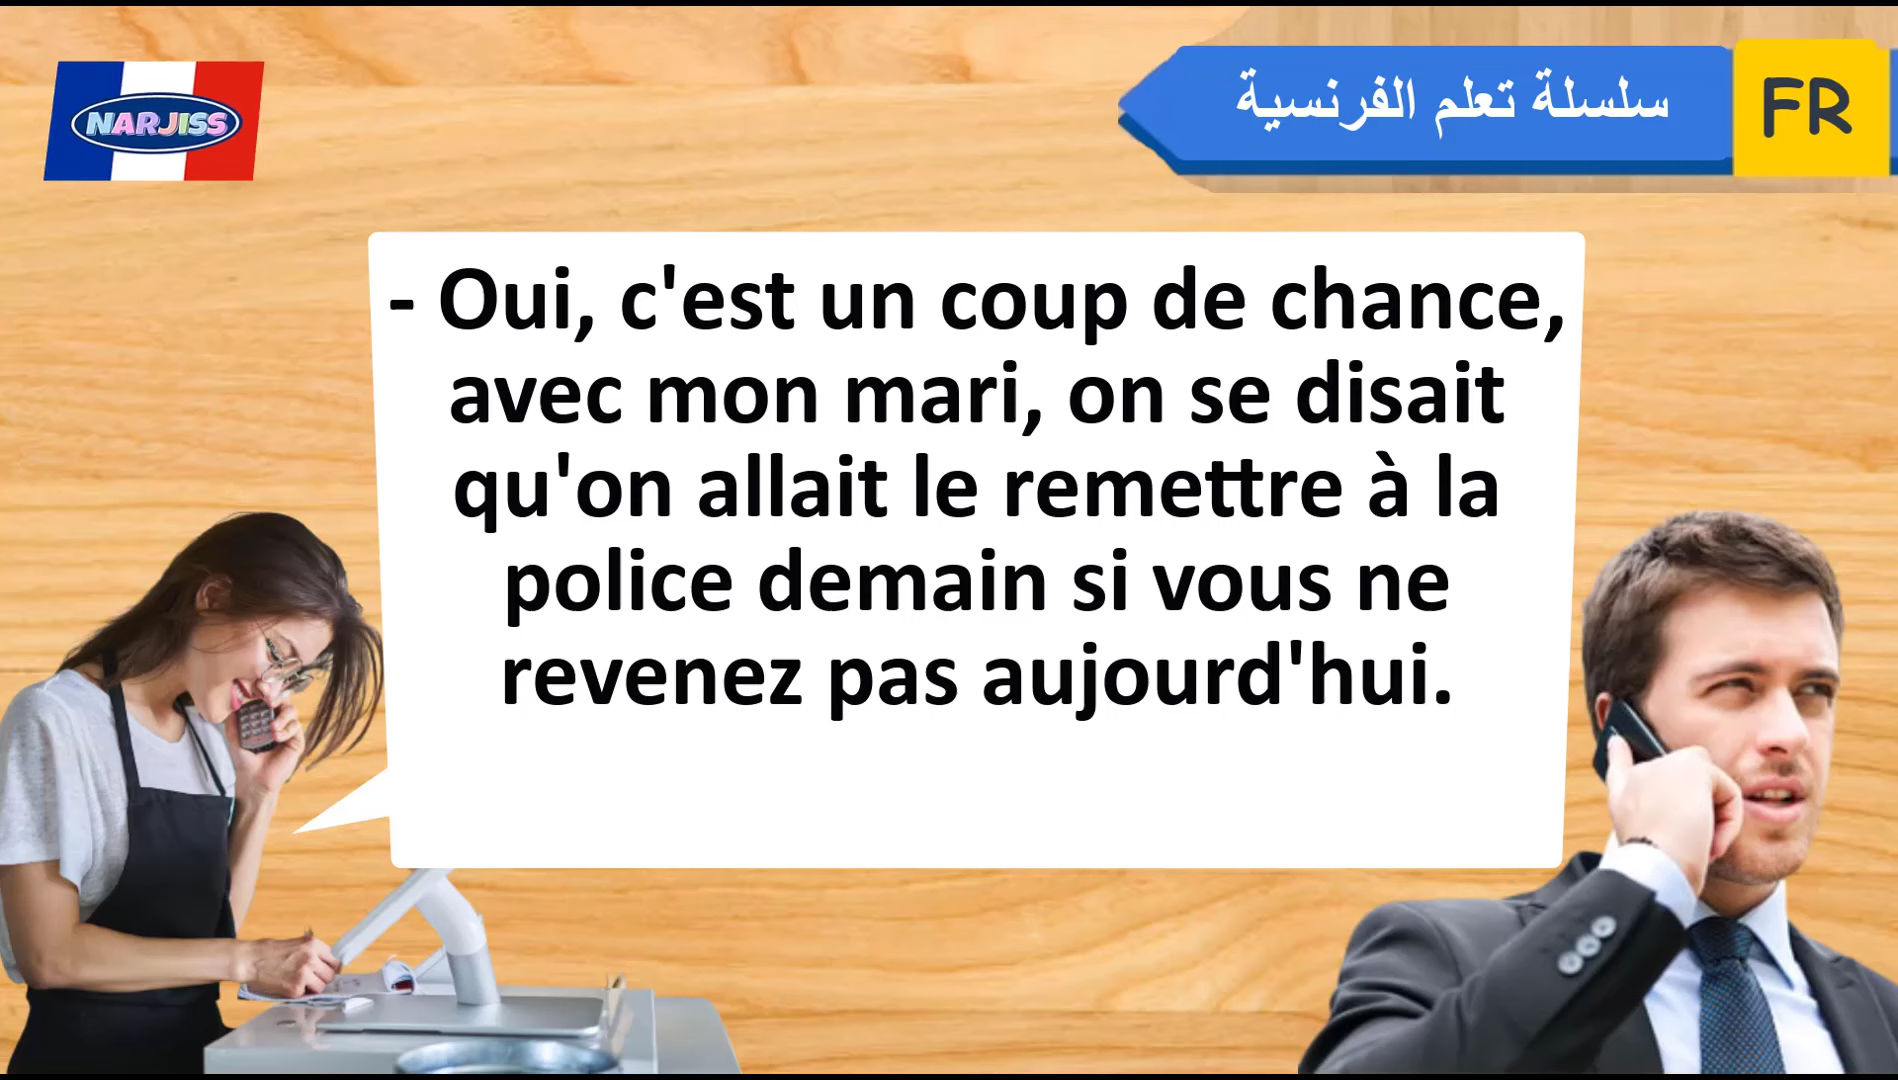 NARJISS
سلسلة تعلم الفرنسية
FR
- Oui, c'est un coup de chance,
avec mon mari, on se disait
qu'on allait le remettre à la
police demain si vous ne
revenez pas aujourd'hui.